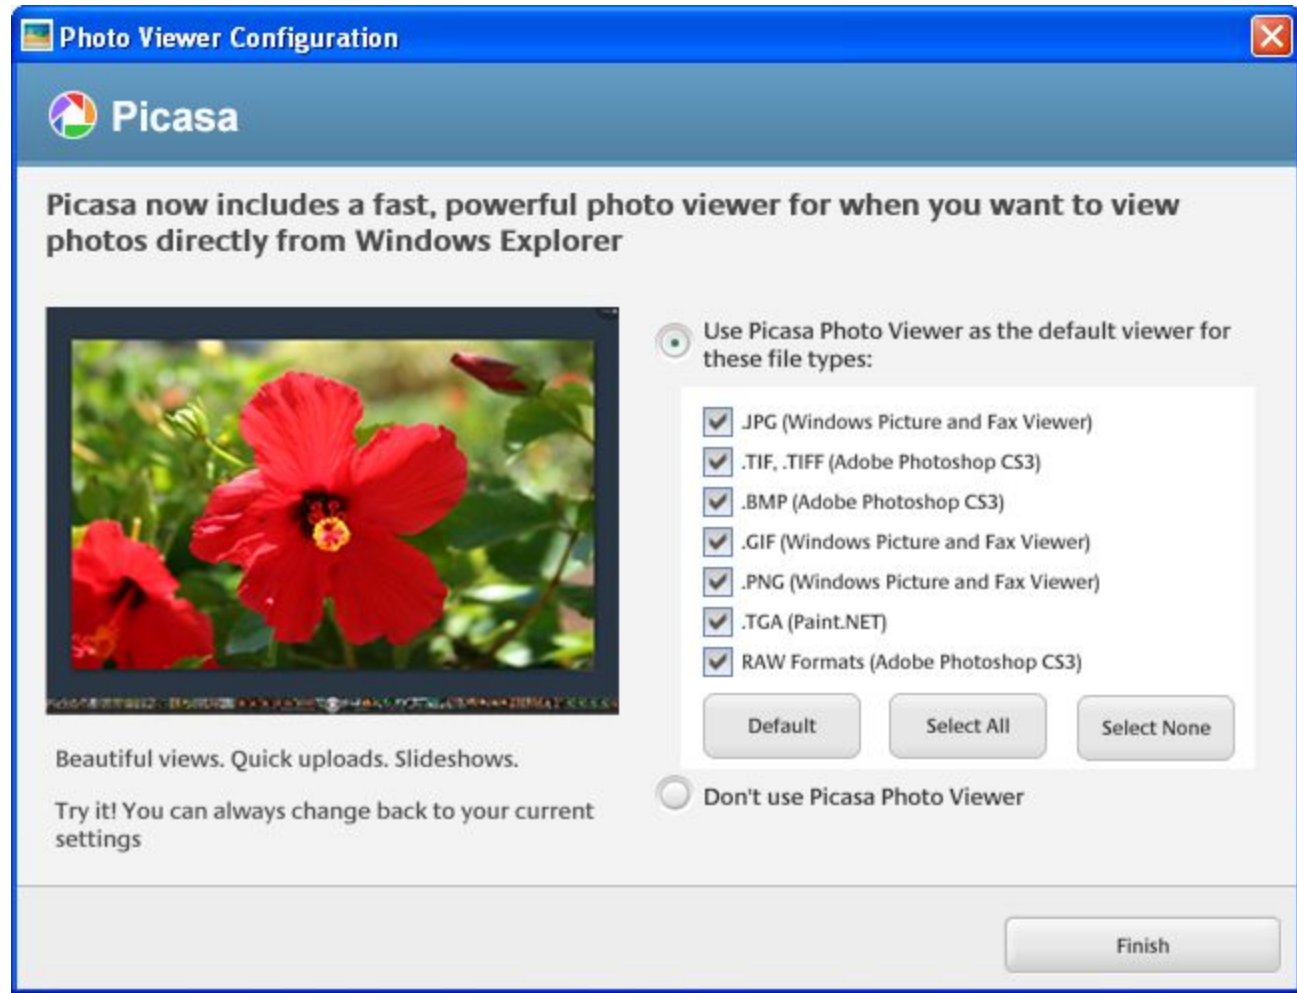 Photo Viewer Configuration
Picasa
Picasa now includes a fast, powerful photo viewer for when you want to view
photos directly from Windows Explorer
Use Picasa Photo Viewer as the default viewer for
these file types:
.JPG (Windows Picture and Fax Viewer)
.TIF, .TIFF (Adobe Photoshop CS3)
.BMP (Adobe Photoshop CS3)
.GIF (Windows Picture and Fax Viewer)
.PNG (Windows Picture and Fax Viewer)
.TGA (Paint.NET)
RAW Formats (Adobe Photoshop CS3)
Default Select All Select None
Don't use Picasa Photo Viewer
Beautiful views. Quick uploads. Slideshows.
Try it! You can always change back to your current
settings
Finish